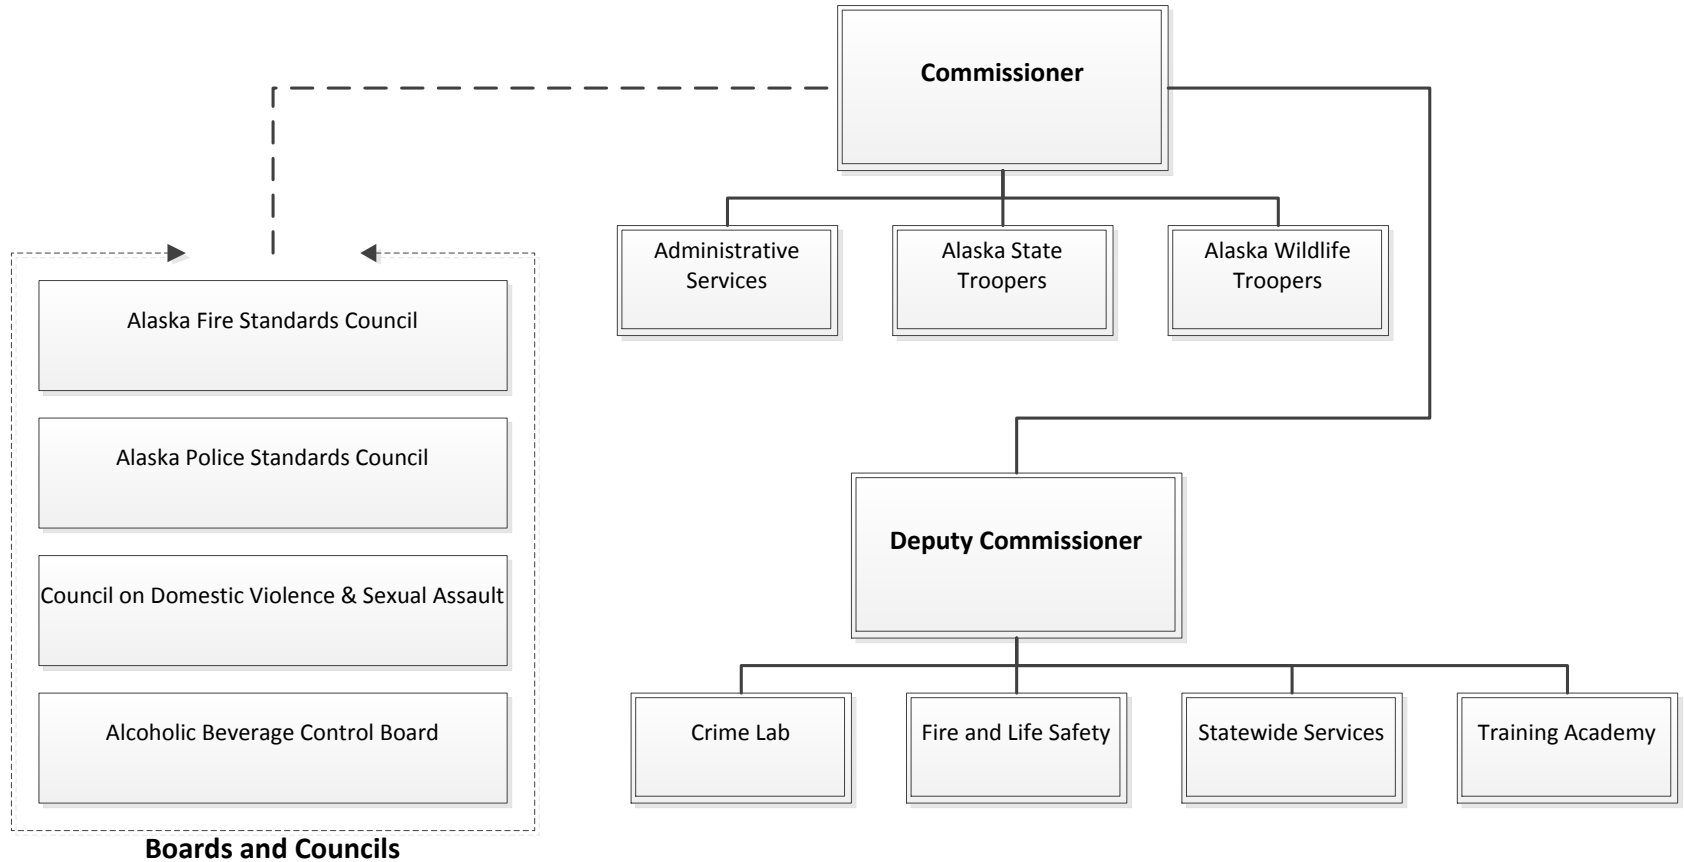 Commissioner
Administrative
Services
Alaska State
Troopers
Alaska Wildlife
Troopers
Alaska Fire Standards Council
Alaska Police Standards Council
Council on Domestic Violence & Sexual Assault
Alcoholic Beverage Control Board
Boards and Councils
Deputy Commissioner
Crime Lab
Fire and Life Safety
Statewide Services
Training Academy